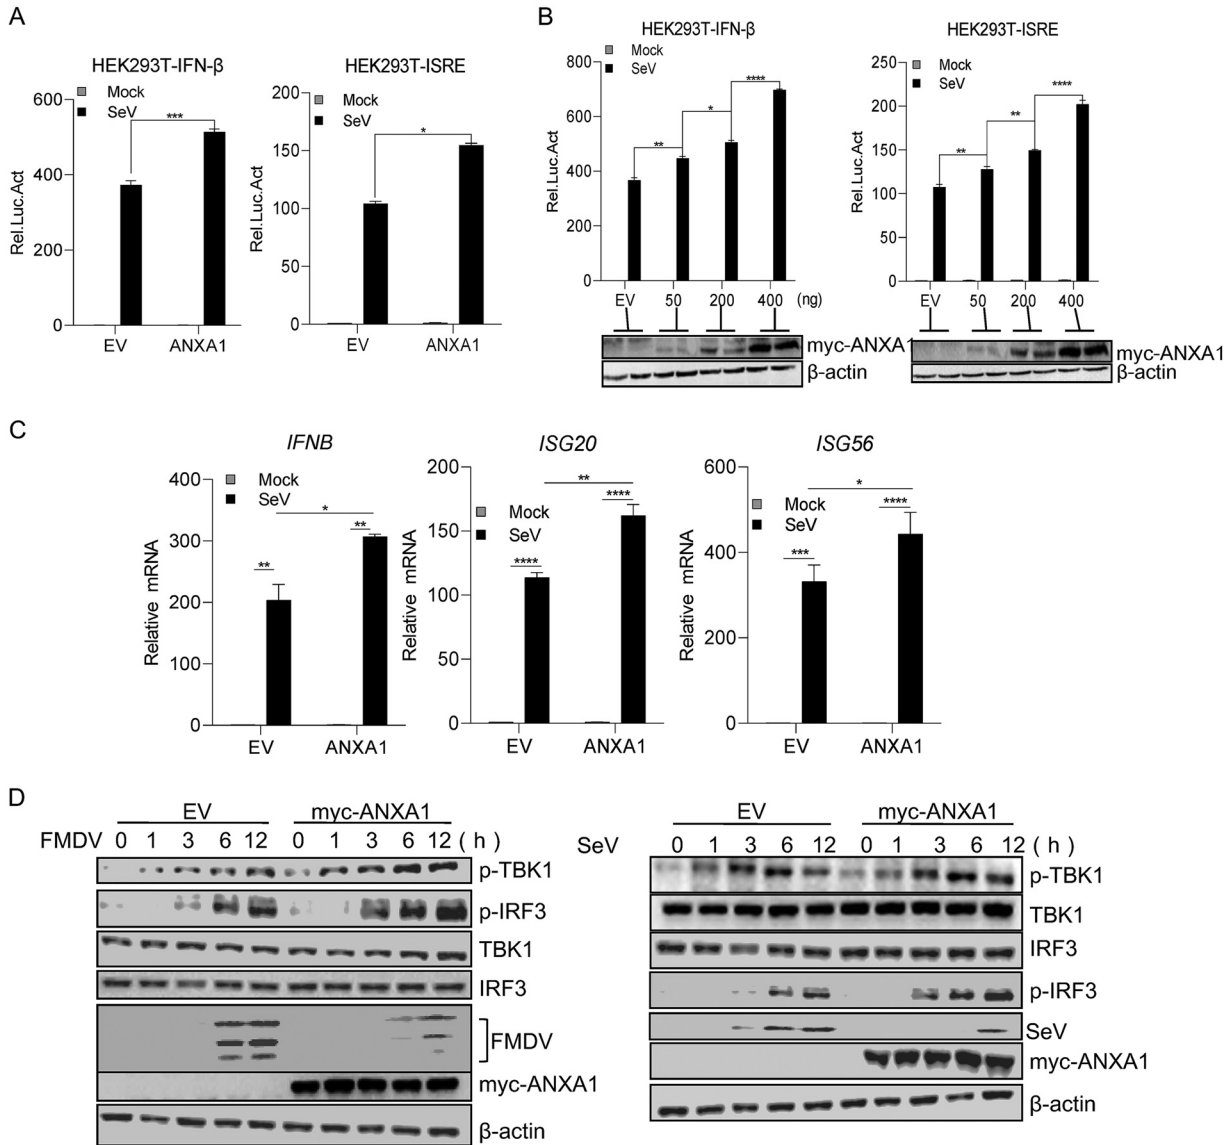 A
HEK293T-IFN-β
Mock
SeV
***
Rel.Luc.Act
600
400
200
0
EV ANXA1
HEK293T-ISRE
Mock
SeV
*
Rel.Luc.Act
200
150
100
50
0
EV ANXA1
B
HEK293T-IFN-β
Mock
SeV
****
*
**
Rel.Luc.Act
800
600
400
200
0
EV 50 200 400 (ng)
myc-ANXA1
β-actin
HEK293T-ISRE
Mock
SeV
****
**
**
Rel.Luc.Act
250
200
150
100
50
0
EV 50 200 400
myc-ANXA1
β-actin
C
IFNB
Mock
SeV
*
**
**
Relative mRNA
400
300
200
100
0
EV ANXA1
ISG20
Mock
SeV
**
****
****
Relative mRNA
200
150
100
50
0
EV ANXA1
ISG56
Mock
SeV
*
****
***
Relative mRNA
600
400
200
0
EV ANXA1
D
EV myc-ANXA1
FMDV 0 1 3 6 12 0 1 3 6 12 ( h )
p-TBK1
p-IRF3
TBK1
IRF3
FMDV
myc-ANXA1
β-actin
EV myc-ANXA1
SeV 0 1 3 6 12 0 2 3 6 12 ( h )
p-TBK1
TBK1
IRF3
p-IRF3
SeV
myc-ANXA1
β-actin